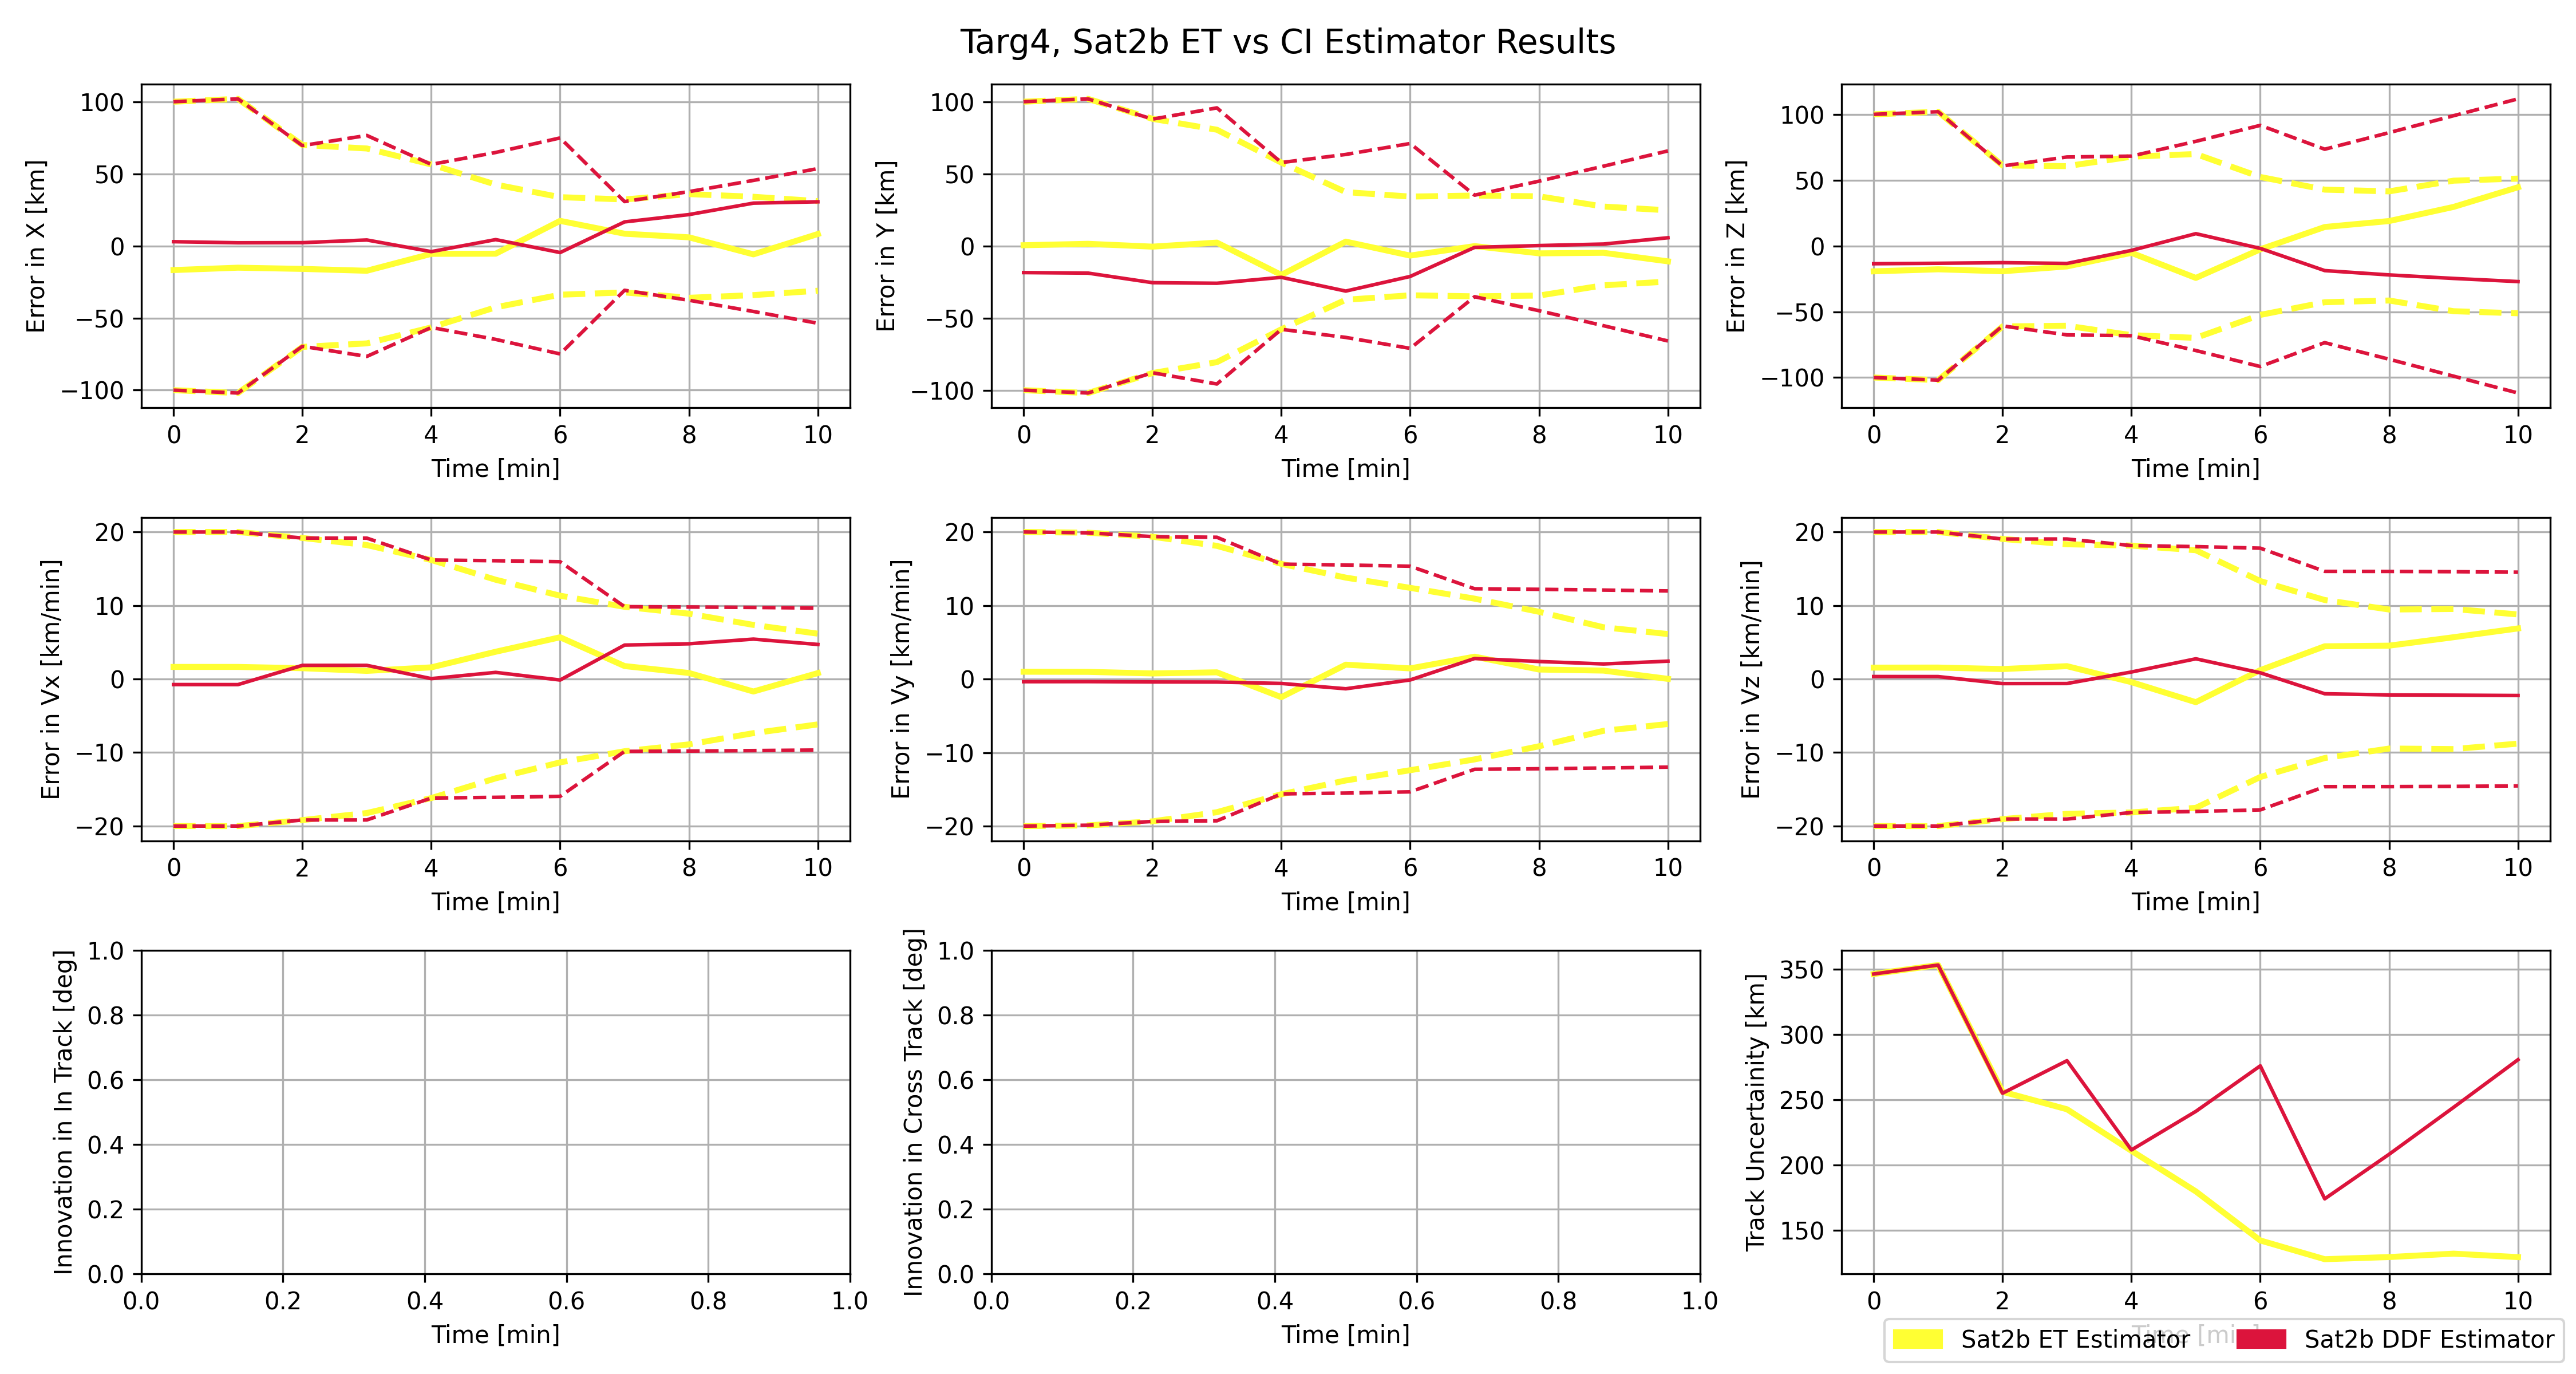 Targ4, Sat2b ET vs CI Estimator Results
Error in X [km]
100
50
0
−50
−100
0 2 4 6 8 10
Time [min]
Error in Y [km]
100
50
0
−50
−100
0 2 4 6 8 10
Time [min]
Error in Z [km]
100
50
0
−50
−100
0 2 4 6 8 10
Time [min]
Error in Vx [km/min]
20
10
0
−10
−20
0 2 4 6 8 10
Time [min]
Error in Vy [km/min]
20
10
0
−10
−20
0 2 4 6 8 10
Time [min]
Error in Vz [km/min]
20
10
0
−10
−20
0 2 4 6 8 10
Time [min]
Innovation in In Track [deg]
1.0
0.8
0.6
0.4
0.2
0.0
0.0 0.2 0.4 0.6 0.8 1.0
Time [min]
Innovation in Cross Track [deg]
1.0
0.8
0.6
0.4
0.2
0.0
0.0 0.2 0.4 0.6 0.8 1.0
Time [min]
Track Uncertainity [km]
350
300
250
200
150
0 2 4 6 8 10
Time [min]
Sat2b ET Estimator
Sat2b DDF Estimator